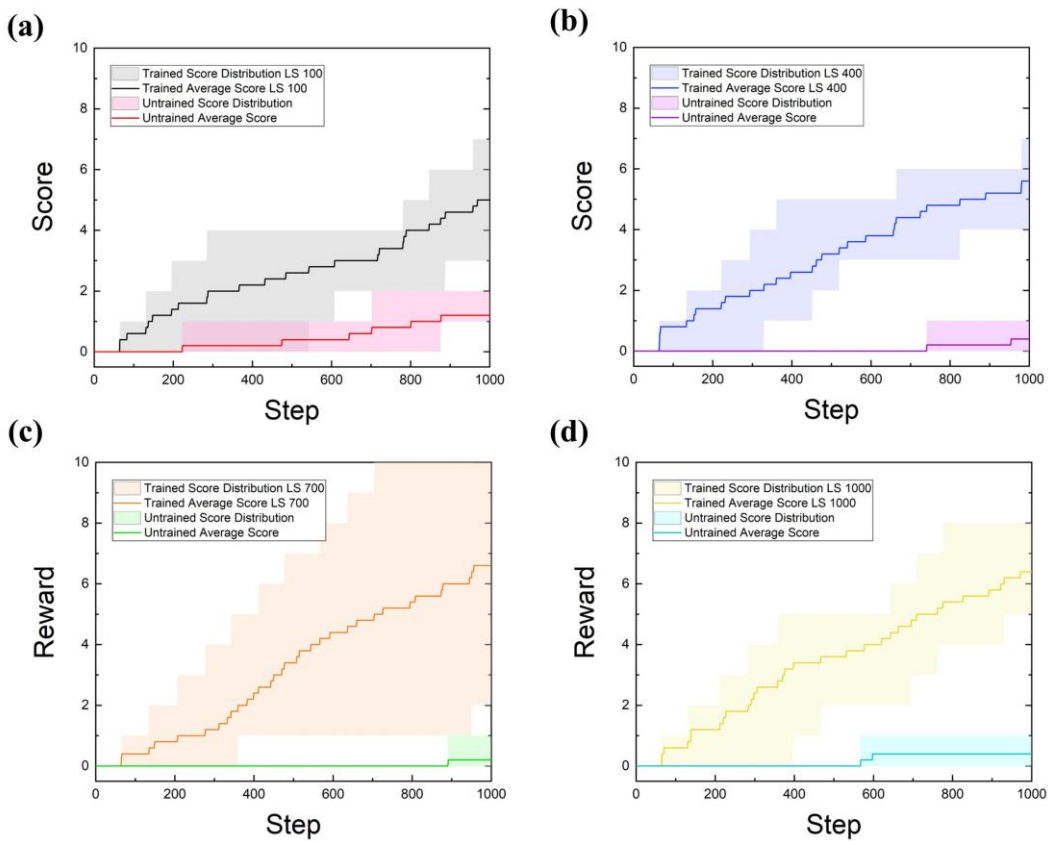 (a)
10
8
6
4
2
0
Score
Trained Score Distribution LS 100
Trained Average Score LS 100
Untrained Score Distribution
Untrained Average Score
0 200 400 600 800 1000
Step
(b)
10
8
6
4
2
0
Score
Trained Score Distribution LS 400
Trained Average Score LS 400
Untrained Score Distribution
Untrained Average Score
0 200 400 600 800 1000
Step
(c)
10
8
6
4
2
0
Reward
Trained Score Distribution LS 700
Trained Average Score LS 700
Untrained Score Distribution
Untrained Average Score
0 200 400 600 800 1000
Step
(d)
10
8
6
4
2
0
Reward
Trained Score Distribution LS 1000
Trained Average Score LS 1000
Untrained Score Distribution
Untrained Average Score
0 200 400 600 800 1000
Step